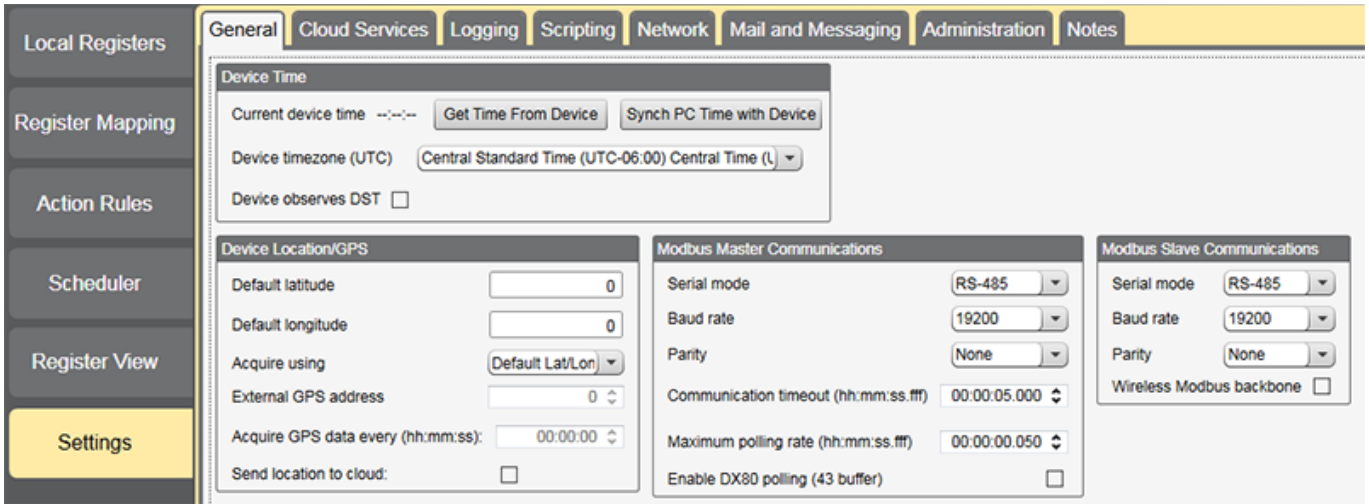 Local Registers
Register Mapping
Action Rules
Scheduler
Register View
Settings
General Cloud Services Logging Scripting Network Mail and Messaging Administration Notes
Device Time
Current device time --:--:-- Get Time From Device Synch PC Time with Device
Device timezone (UTC) Central Standard Time (UTC-06:00) Central Time (U
Device observes DST
Device Location/GPS
Default latitude 0
Default longitude 0
Acquire using Default Lat/Lon
External GPS address 0
Acquire GPS data every (hh:mm:ss): 00:00:00
Send location to cloud:
Modbus Master Communications
Serial mode RS-485
Baud rate 19200
Parity None
Communication timeout (hh:mm:ss.fff) 00:00:05.000
Maximum polling rate (hh:mm:ss.fff) 00:00:00.050
Enable DX80 polling (43 buffer)
Modbus Slave Communications
Serial mode RS-485
Baud rate 19200
Parity None
Wireless Modbus backbone